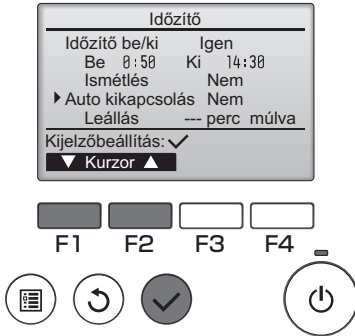 Időzítő
Időzítő be/ki Igen
Be 0:50 Ki 14:30
Ismétlés Nem
Auto kikapcsolás Nem
Leállás --- perc múlva
Kijelzőbeállítás: ✓
▼ Kurzor ▲
F1 F2 F3 F4